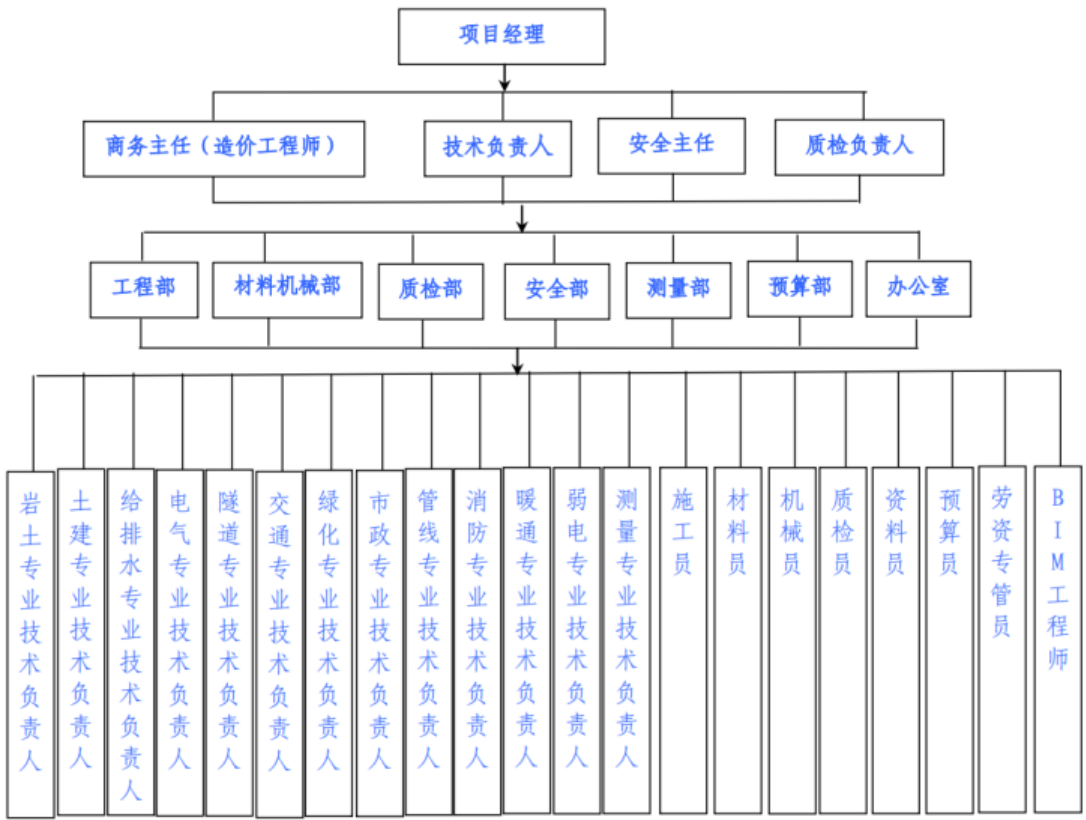 项目经理
商务主任（造价工程师）
技术负责人
安全主任
质检负责人
工程部
材料机械部
质检部
安全部
测量部
预算部
办公室
岩土专业技术负责人
土建专业技术负责人
给排水专业技术负责人
电气专业技术负责人
隧道专业技术负责人
交通专业技术负责人
绿化专业技术负责人
市政专业技术负责人
管线专业技术负责人
消防专业技术负责人
暖通专业技术负责人
弱电专业技术负责人
测量专业技术负责人
施工员
材料员
机械员
质检员
资料员
预算员
劳资专管员
BIM工程师